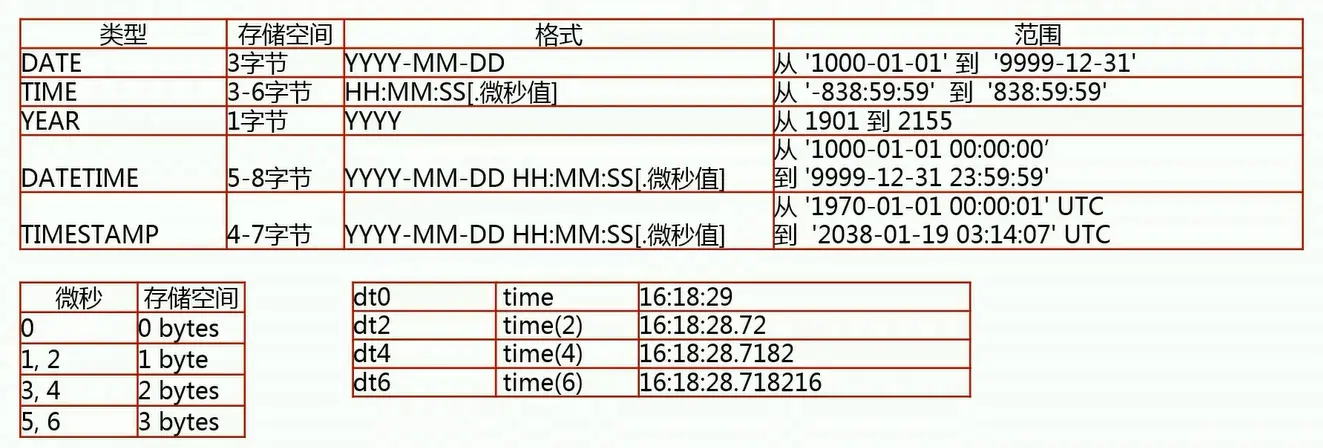 类型 存储空间 格式 范围
DATE 3字节 YYYY-MM-DD 从 '1000-01-01' 到 '9999-12-31'
TIME 3-6字节 HH:MM:SS[.微秒值] 从 '-838:59:59' 到 '838:59:59'
YEAR 1字节 YYYY 从 1901 到 2155
从 '1000-01-01 00:00:00’
DATETIME 5-8字节 YYYY-MM-DD HH:MM:SS[.微秒值] 到 '9999-12-31 23:59:59'
从 '1970-01-01 00:00:01' UTC
TIMESTAMP 4-7字节 YYYY-MM-DD HH:MM:SS[.微秒值] 到 '2038-01-19 03:14:07' UTC
微秒 存储空间
0 0 bytes
1, 2 1 byte
3, 4 2 bytes
5, 6 3 bytes
dt0 time 16:18:29
dt2 time(2) 16:18:28.72
dt4 time(4) 16:18:28.7182
dt6 time(6) 16:18:28.718216